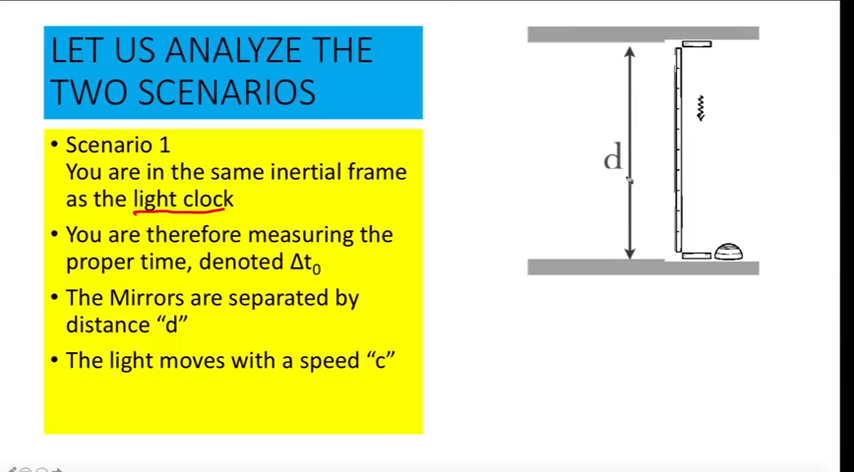 LET US ANALYZE THE
TWO SCENARIOS
• Scenario 1
You are in the same inertial frame
as the light clock
• You are therefore measuring the
proper time, denoted Δt₀
• The Mirrors are separated by
distance “d”
• The light moves with a speed “c”
d